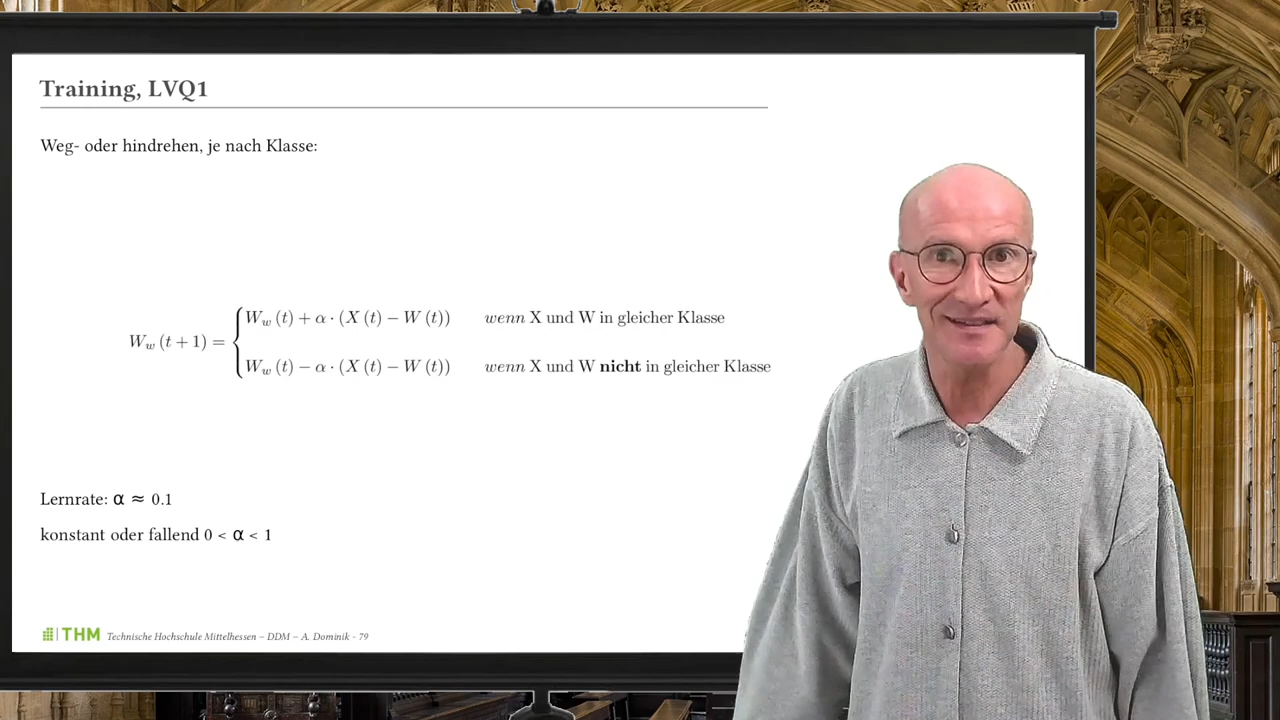 Training, LVQ1
Weg- oder hindrehen, je nach Klasse:
W_w (t + 1) = { W_w (t) + α · (X (t) − W (t)) wenn X und W in gleicher Klasse
W_w (t) − α · (X (t) − W (t)) wenn X und W nicht in gleicher Klasse
Lernrate: α ≈ 0.1
konstant oder fallend 0 < α < 1
THM Technische Hochschule Mittelhessen – DDM – A. Dominik - 79